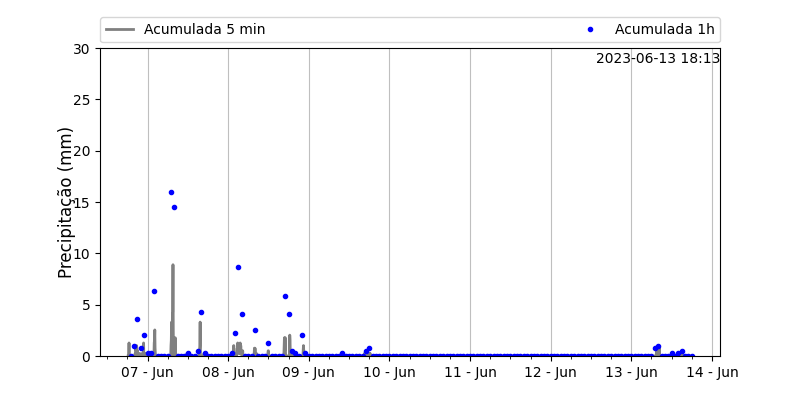 Acumulada 5 min
Acumulada 1h
2023-06-13 18:13
Precipitação (mm)
30
25
20
15
10
5
0
07 - Jun 08 - Jun 09 - Jun 10 - Jun 11 - Jun 12 - Jun 13 - Jun 14 - Jun